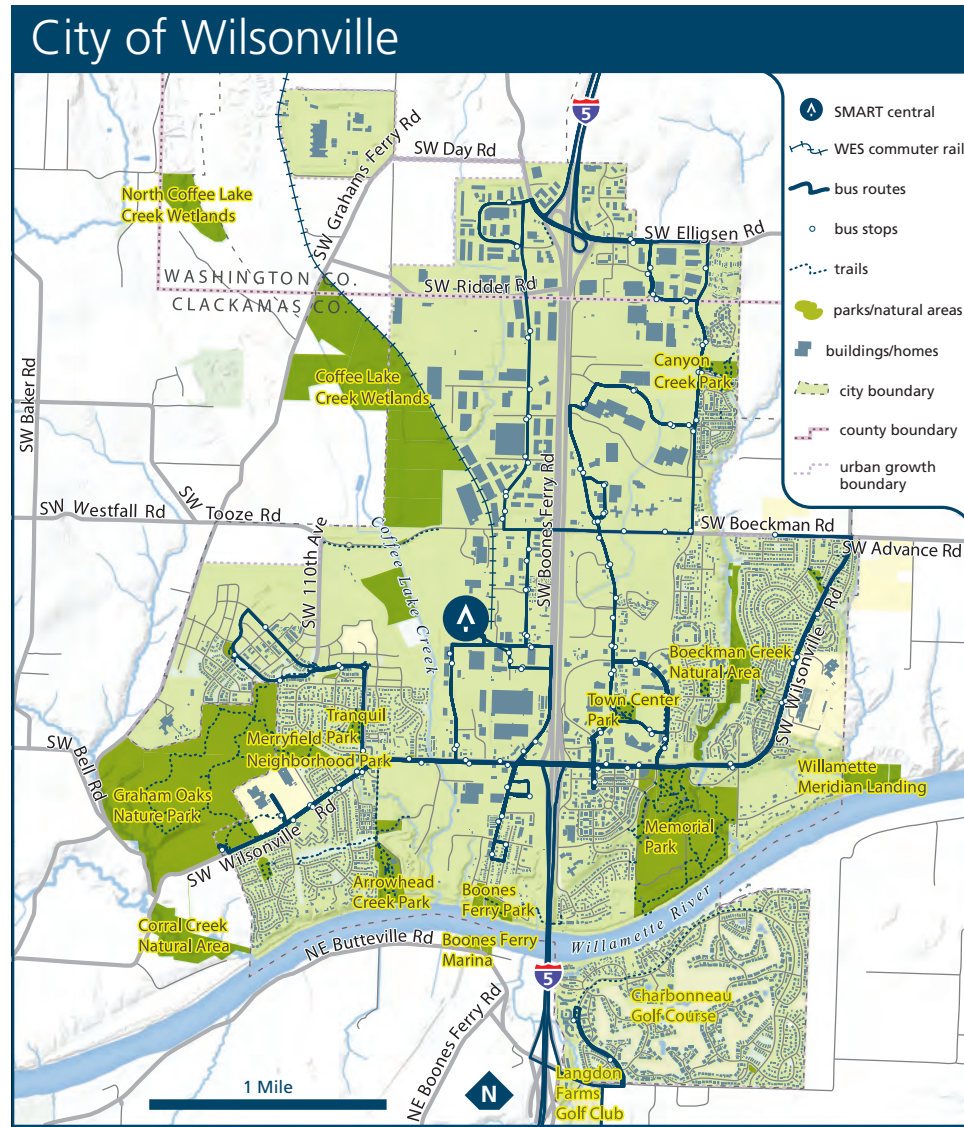 City of Wilsonville
5
SMART central
WES commuter rail
bus routes
bus stops
trails
parks/natural areas
buildings/homes
city boundary
county boundary
urban growth
boundary
SW Grahams Ferry Rd
SW Day Rd
North Coffee Lake
Creek Wetlands
SW Elligsen Rd
WASHINGTON CO.
CLACKAMAS CO.
SW Ridder Rd
SW Baker Rd
Coffee Lake
Creek Wetlands
Canyon
Creek Park
SW Boones Ferry Rd
SW Westfall Rd
SW Tooze Rd
SW 110th Ave
Coffee Lake Creek
SW Boeckman Rd
SW Advance Rd
Boeckman Creek
Natural Area
SW Wilsonville Rd
Town Center
Park
Tranquil
Merryfield Park
Neighborhood Park
SW Bell Rd
Graham Oaks
Nature Park
SW Wilsonville Rd
Willamette
Meridian Landing
Memorial
Park
Arrowhead
Creek Park
Boones
Ferry Park
Corral Creek
Natural Area
NE Butteville Rd
Boones Ferry
Marina
Willamette River
5
Charbonneau
Golf Course
NE Boones Ferry Rd
Langdon
Farms
Golf Club
1 Mile
N